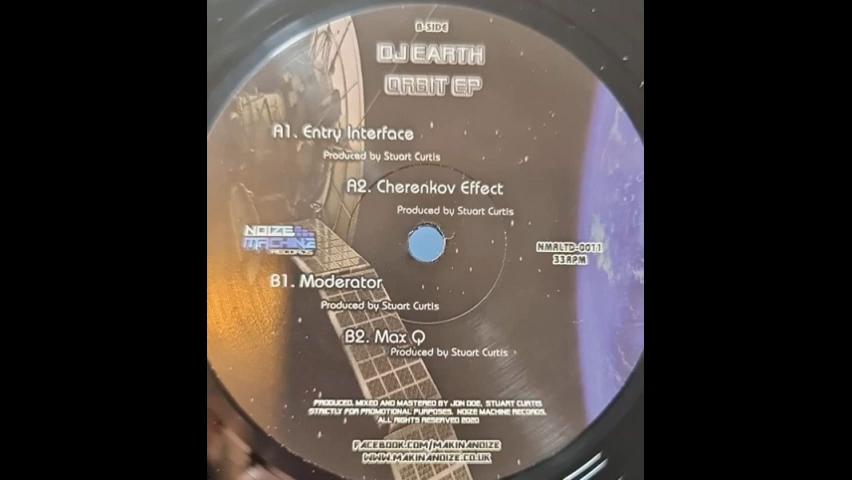 B-SIDE
DJ EARTH
ORBIT EP
A1. Entry Interface
Produced by Stuart Curtis
A2. Cherenkov Effect
Produced by Stuart Curtis
NOIZE
MACHINE
RECORDS
NMRLTD-0011
33RPM
B1. Moderator
Produced by Stuart Curtis
B2. Max Q
Produced by Stuart Curtis
PRODUCED, MIXED AND MASTERED BY JON DOE, STUART CURTIS
STRICTLY FOR PROMOTIONAL PURPOSES. NOIZE MACHINE RECORDS.
ALL RIGHTS RESERVED 2020
FACEBOOK.COM/MAKINANOIZE
WWW.MAKINANOIZE.CO.UK